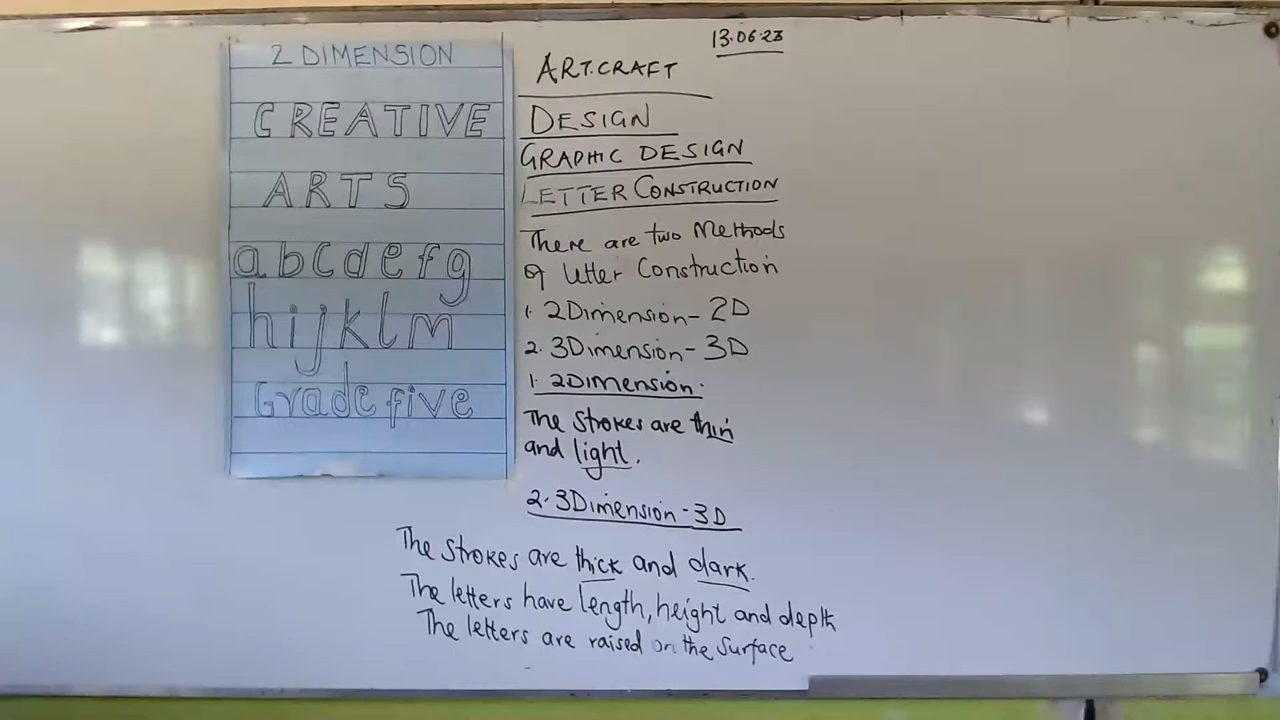 2 DIMENSION
CREATIVE
ARTS
abcdefg
hijklm
Grade five
13.06.23
ART.CRAFT
DESIGN
GRAPHIC DESIGN
LETTER CONSTRUCTION
There are two Methods
of letter Construction
1. 2Dimension - 2D
2. 3Dimension - 3D
1. 2Dimension.
The strokes are thin
and light.
2. 3Dimension - 3D
The strokes are thick and dark.
The letters have length, height and depth
The letters are raised on the surface